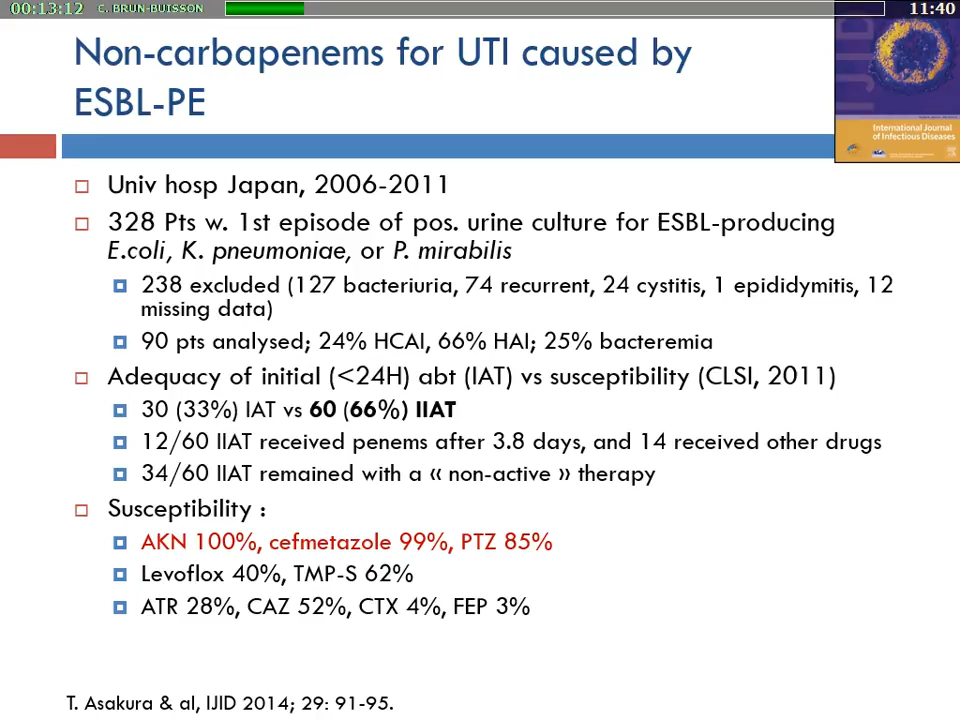 00:13:12 C. BRUN-BUISSON 11:40
Non-carbapenems for UTI caused by
ESBL-PE
IJID
International Journal
of Infectious Diseases
Univ hosp Japan, 2006-2011
328 Pts w. 1st episode of pos. urine culture for ESBL-producing
E.coli, K. pneumoniae, or P. mirabilis
238 excluded (127 bacteriuria, 74 recurrent, 24 cystitis, 1 epididymitis, 12
missing data)
90 pts analysed; 24% HCAI, 66% HAI; 25% bacteremia
Adequacy of initial (<24H) abt (IAT) vs susceptibility (CLSI, 2011)
30 (33%) IAT vs 60 (66%) IIAT
12/60 IIAT received penems after 3.8 days, and 14 received other drugs
34/60 IIAT remained with a « non-active » therapy
Susceptibility :
AKN 100%, cefmetazole 99%, PTZ 85%
Levoflox 40%, TMP-S 62%
ATR 28%, CAZ 52%, CTX 4%, FEP 3%
T. Asakura & al, IJID 2014; 29: 91-95.